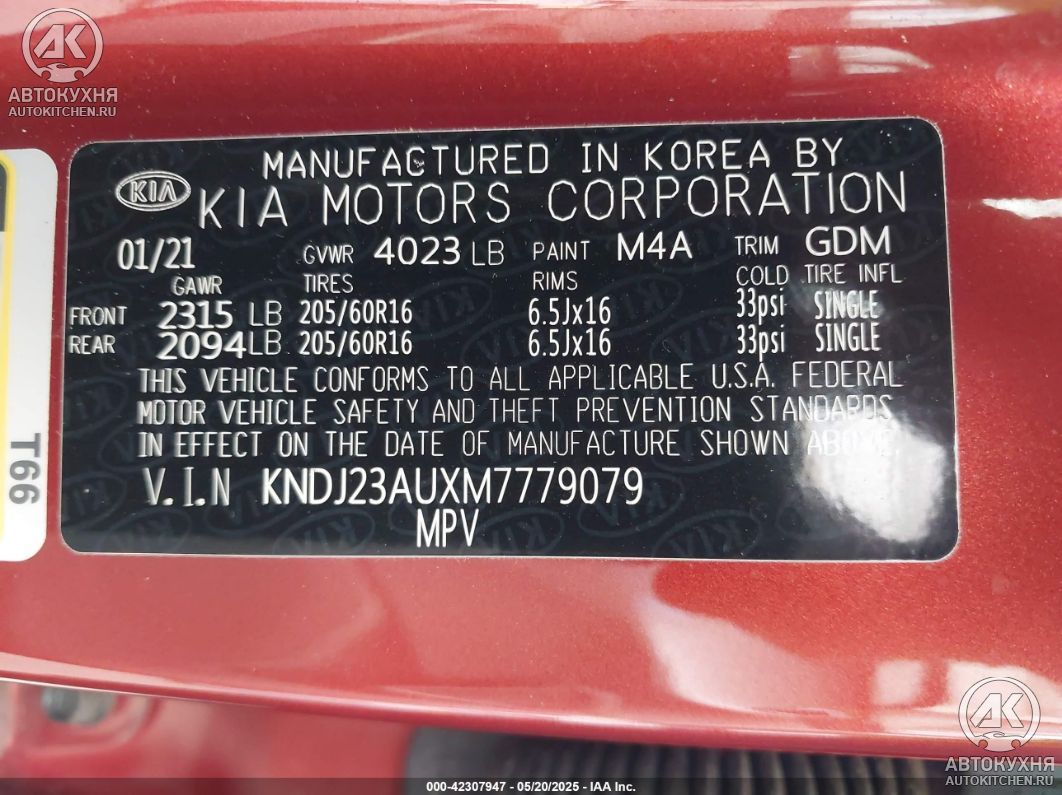 AK
АВТОКУХНЯ
AUTOKITCHEN.RU
MANUFACTURED IN KOREA BY
KIA KIA MOTORS CORPORATION
01/21 GVWR 4023 LB PAINT M4A TRIM GDM
GAWR TIRES RIMS COLD TIRE INFL
FRONT 2315 LB 205/60R16 6.5Jx16 33psi SINGLE
REAR 2094 LB 205/60R16 6.5Jx16 33psi SINGLE
THIS VEHICLE CONFORMS TO ALL APPLICABLE U.S.A. FEDERAL
MOTOR VEHICLE SAFETY AND THEFT PREVENTION STANDARDS
IN EFFECT ON THE DATE OF MANUFACTURE SHOWN ABOVE.
V.I.N KNDJ23AUXM7779079
MPV
T66
AK
АВТОКУХНЯ
AUTOKITCHEN.RU
000-42307947 - 05/20/2025 - IAA Inc.